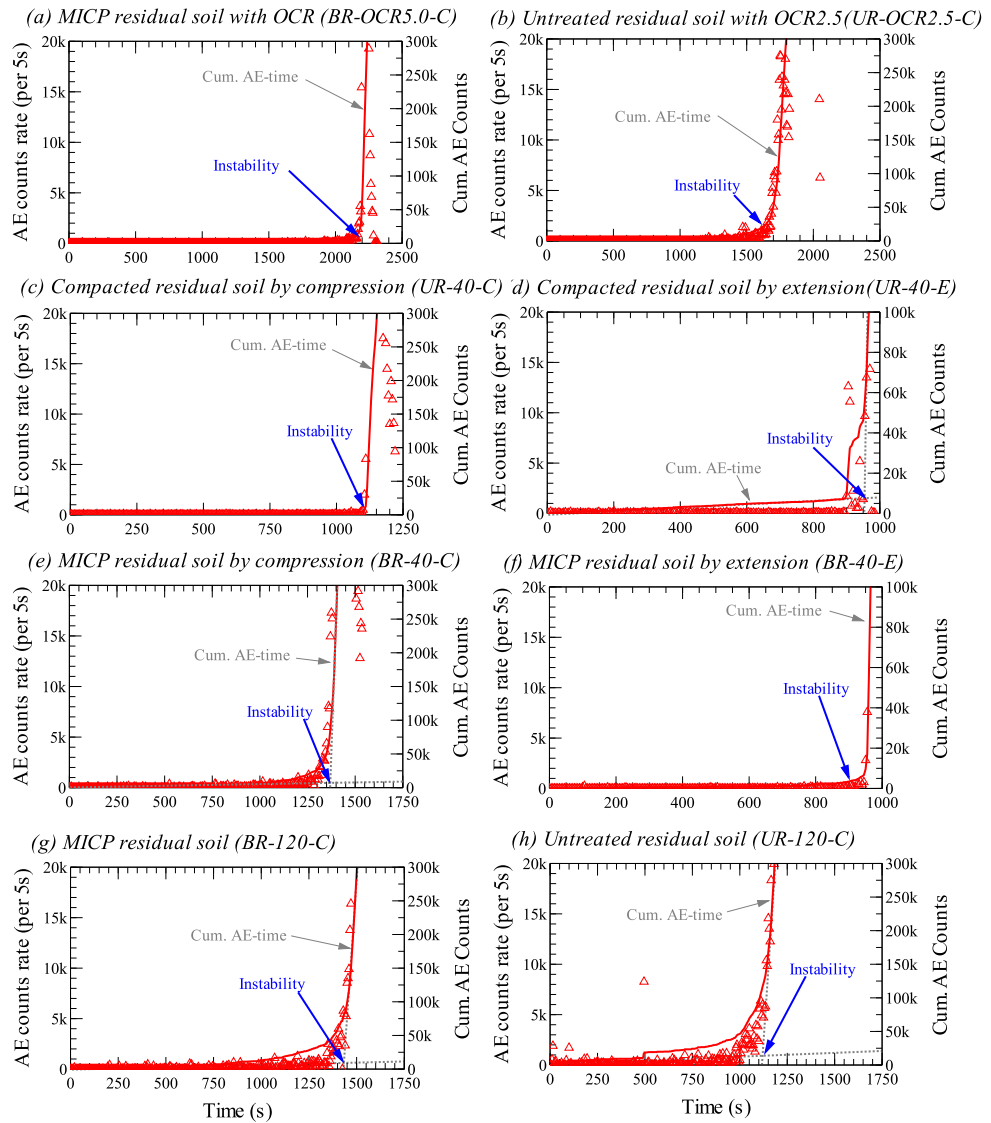 (a) MICP residual soil with OCR (BR-OCR5.0-C)
AE counts rate (per 5s)
20k
15k
10k
5k
0
Cum. AE-time
Instability
300k
250k
200k
150k
100k
50k
0
Cum. AE Counts
0 500 1000 1500 2000 2500
(b) Untreated residual soil with OCR2.5(UR-OCR2.5-C)
AE counts rate (per 5s)
20k
15k
10k
5k
0
Cum. AE-time
Instability
300k
250k
200k
150k
100k
50k
0
Cum. AE Counts
0 500 1000 1500 2000 2500
(c) Compacted residual soil by compression (UR-40-C)
AE counts rate (per 5s)
20k
15k
10k
5k
0
Cum. AE-time
Instability
300k
250k
200k
150k
100k
50k
0
Cum. AE Counts
0 250 500 750 1000 1250
d) Compacted residual soil by extension(UR-40-E)
AE counts rate (per 5s)
20k
15k
10k
5k
0
Cum. AE-time
Instability
100k
80k
60k
40k
20k
0
Cum. AE Counts
0 200 400 600 800 1000
(e) MICP residual soil by compression (BR-40-C)
AE counts rate (per 5s)
20k
15k
10k
5k
0
Cum. AE-time
Instability
300k
250k
200k
150k
100k
50k
0
Cum. AE Counts
0 250 500 750 1000 1250 1500 1750
(f) MICP residual soil by extension (BR-40-E)
AE counts rate (per 5s)
20k
15k
10k
5k
0
Cum. AE-time
Instability
100k
80k
60k
40k
20k
0
Cum. AE Counts
0 200 400 600 800 1000
(g) MICP residual soil (BR-120-C)
AE counts rate (per 5s)
20k
15k
10k
5k
0
Cum. AE-time
Instability
300k
250k
200k
150k
100k
50k
0
Cum. AE Counts
0 250 500 750 1000 1250 1500 1750
Time (s)
(h) Untreated residual soil (UR-120-C)
AE counts rate (per 5s)
20k
15k
10k
5k
0
Cum. AE-time
Instability
300k
250k
200k
150k
100k
50k
0
Cum. AE Counts
0 250 500 750 1000 1250 1500 1750
Time (s)